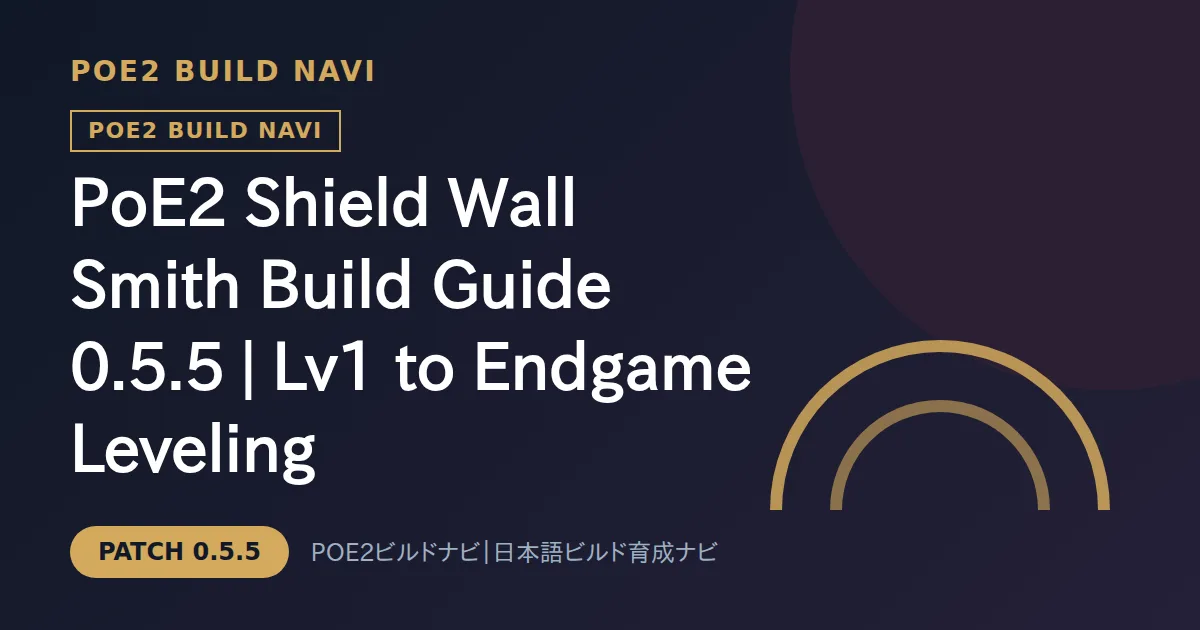 POE2 BUILD NAVI
POE2 BUILD NAVI
PoE2 Shield Wall
Smith Build Guide
0.5.5 | Lv1 to Endgame
Leveling
PATCH 0.5.5
POE2ビルドナビ|日本語ビルド育成ナビ